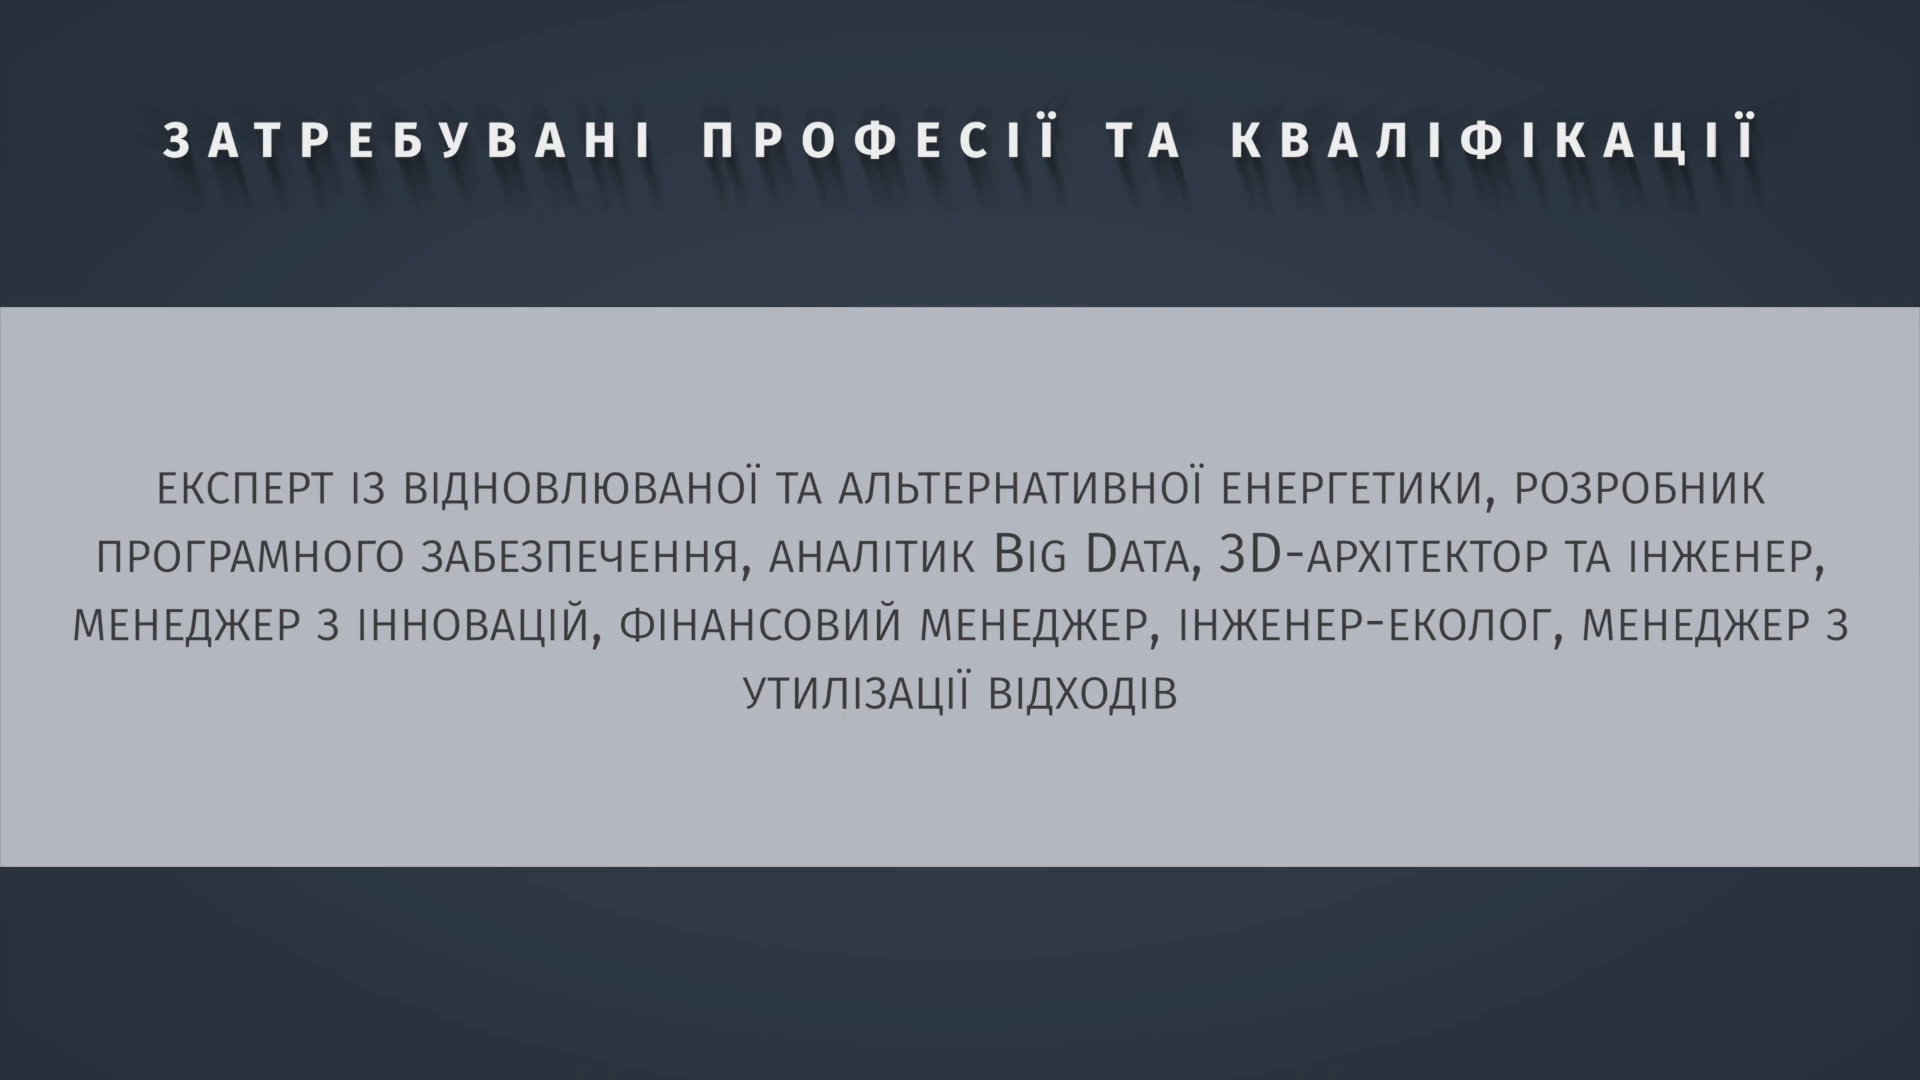 ЗАТРЕБУВАНІ ПРОФЕСІЇ ТА КВАЛІФІКАЦІЇ
ЕКСПЕРТ ІЗ ВІДНОВЛЮВАНОЇ ТА АЛЬТЕРНАТИВНОЇ ЕНЕРГЕТИКИ, РОЗРОБНИК
ПРОГРАМНОГО ЗАБЕЗПЕЧЕННЯ, АНАЛІТИК BIG DATA, 3D-АРХІТЕКТОР ТА ІНЖЕНЕР,
МЕНЕДЖЕР З ІННОВАЦІЙ, ФІНАНСОВИЙ МЕНЕДЖЕР, ІНЖЕНЕР-ЕКОЛОГ, МЕНЕДЖЕР З
УТИЛІЗАЦІЇ ВІДХОДІВ